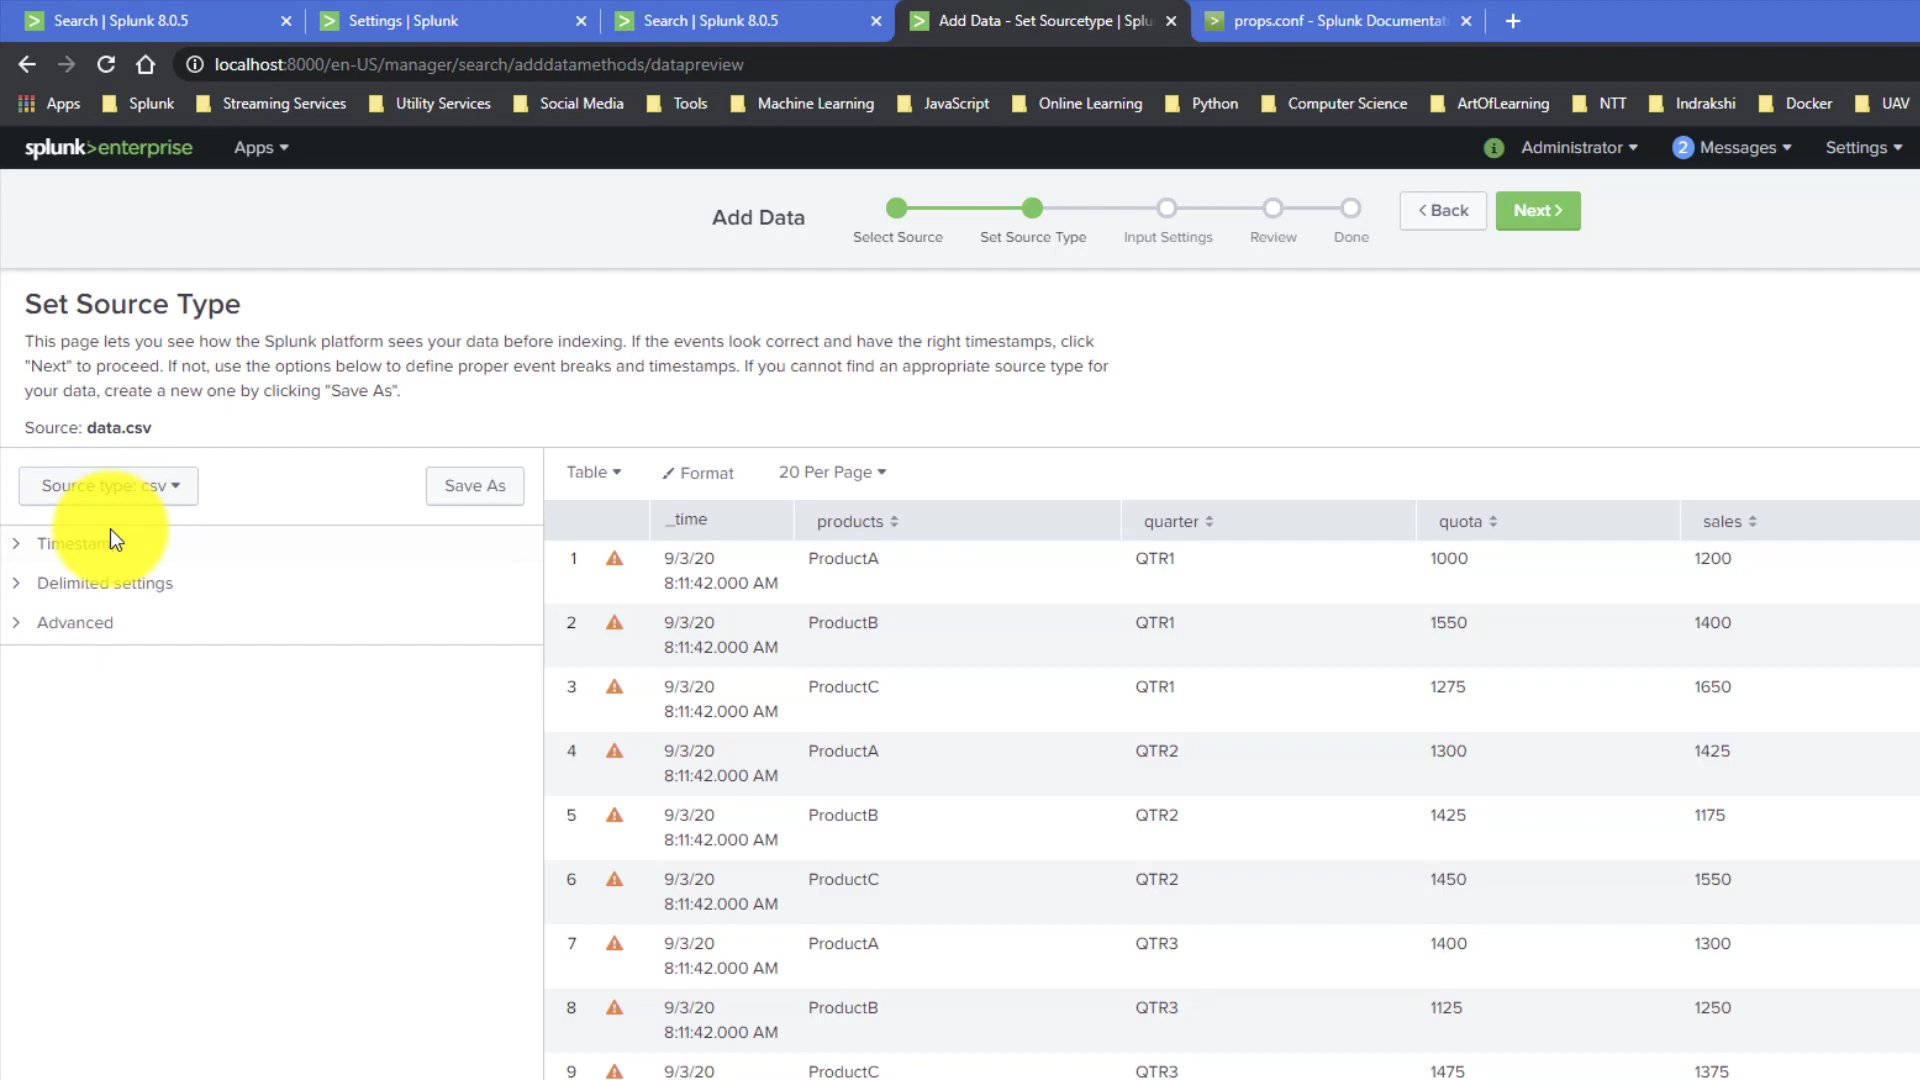 Search | Splunk 8.0.5
Settings | Splunk
Search | Splunk 8.0.5
Add Data - Set Sourcetype | Splu
props.conf - Splunk Documentat
localhost:8000/en-US/manager/search/adddatamethods/datapreview
Apps Splunk Streaming Services Utility Services Social Media Tools Machine Learning JavaScript Online Learning Python Computer Science ArtOfLearning NTT Indrakshi Docker UAV
splunk>enterprise Apps Administrator 2 Messages Settings
Add Data
Select Source Set Source Type Input Settings Review Done
< Back Next >
Set Source Type
This page lets you see how the Splunk platform sees your data before indexing. If the events look correct and have the right timestamps, click
"Next" to proceed. If not, use the options below to define proper event breaks and timestamps. If you cannot find an appropriate source type for
your data, create a new one by clicking "Save As".
Source: data.csv
Source type: csv
Save As
Timestamp
Delimited settings
Advanced
Table Format 20 Per Page
_time products quarter quota sales
1 9/3/20 ProductA QTR1 1000 1200
8:11:42.000 AM
2 9/3/20 ProductB QTR1 1550 1400
8:11:42.000 AM
3 9/3/20 ProductC QTR1 1275 1650
8:11:42.000 AM
4 9/3/20 ProductA QTR2 1300 1425
8:11:42.000 AM
5 9/3/20 ProductB QTR2 1425 1175
8:11:42.000 AM
6 9/3/20 ProductC QTR2 1450 1550
8:11:42.000 AM
7 9/3/20 ProductA QTR3 1400 1300
8:11:42.000 AM
8 9/3/20 ProductB QTR3 1125 1250
8:11:42.000 AM
9 9/3/20 ProductC QTR3 1475 1375